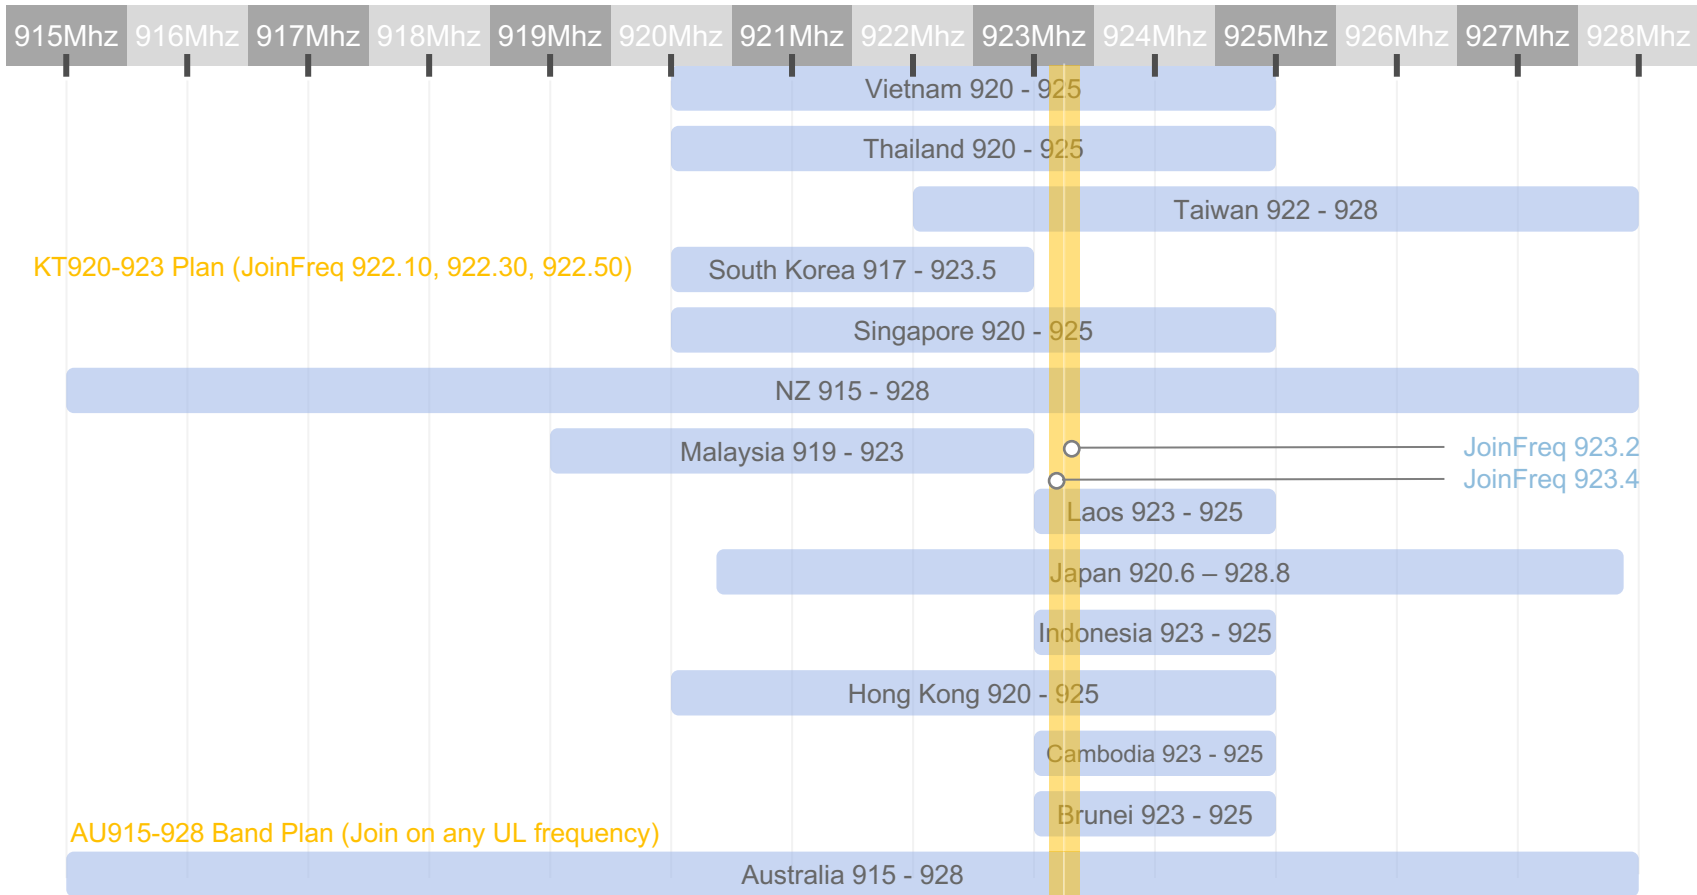 915Mhz 916Mhz 917Mhz 918Mhz 919Mhz 920Mhz 921Mhz 922Mhz 923Mhz 924Mhz 925Mhz 926Mhz 927Mhz 928Mhz
Vietnam 920 - 925
Thailand 920 - 925
Taiwan 922 - 928
KT920-923 Plan (JoinFreq 922.10, 922.30, 922.50)
South Korea 917 - 923.5
Singapore 920 - 925
NZ 915 - 928
Malaysia 919 - 923
JoinFreq 923.2
JoinFreq 923.4
Laos 923 - 925
Japan 920.6 – 928.8
Indonesia 923 - 925
Hong Kong 920 - 925
Cambodia 923 - 925
Brunei 923 - 925
AU915-928 Band Plan (Join on any UL frequency)
Australia 915 - 928